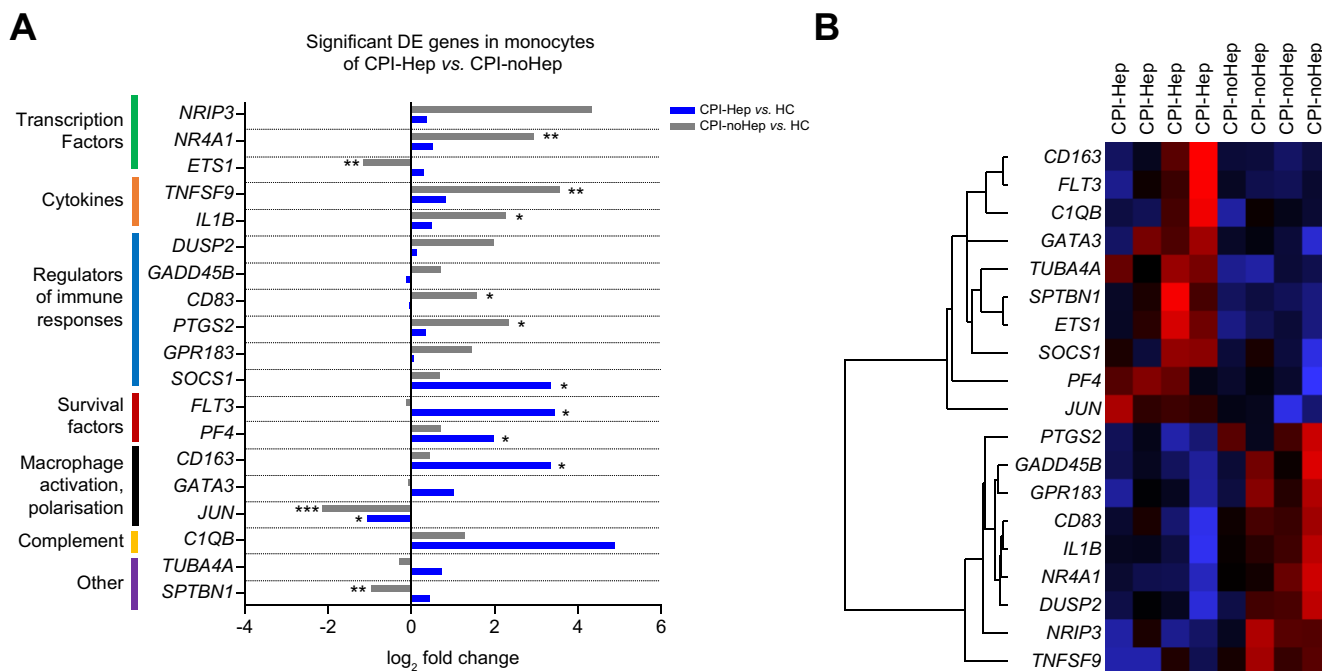 A
Significant DE genes in monocytes
of CPI-Hep vs. CPI-noHep
CPI-Hep vs. HC
CPI-noHep vs. HC
Transcription
Factors
Cytokines
Regulators
of immune
responses
Survival
factors
Macrophage
activation,
polarisation
Complement
Other
NRIP3
NR4A1 **
ETS1 **
TNFSF9 **
IL1B *
DUSP2
GADD45B
CD83 *
PTGS2 *
GPR183
SOCS1 *
FLT3 *
PF4 *
CD163 *
GATA3
JUN *** *
C1QB
TUBA4A
SPTBN1 **
-4 -2 0 2 4 6
log2 fold change
B
CPI-Hep
CPI-Hep
CPI-Hep
CPI-Hep
CPI-noHep
CPI-noHep
CPI-noHep
CPI-noHep
CD163
FLT3
C1QB
GATA3
TUBA4A
SPTBN1
ETS1
SOCS1
PF4
JUN
PTGS2
GADD45B
GPR183
CD83
IL1B
NR4A1
DUSP2
NRIP3
TNFSF9